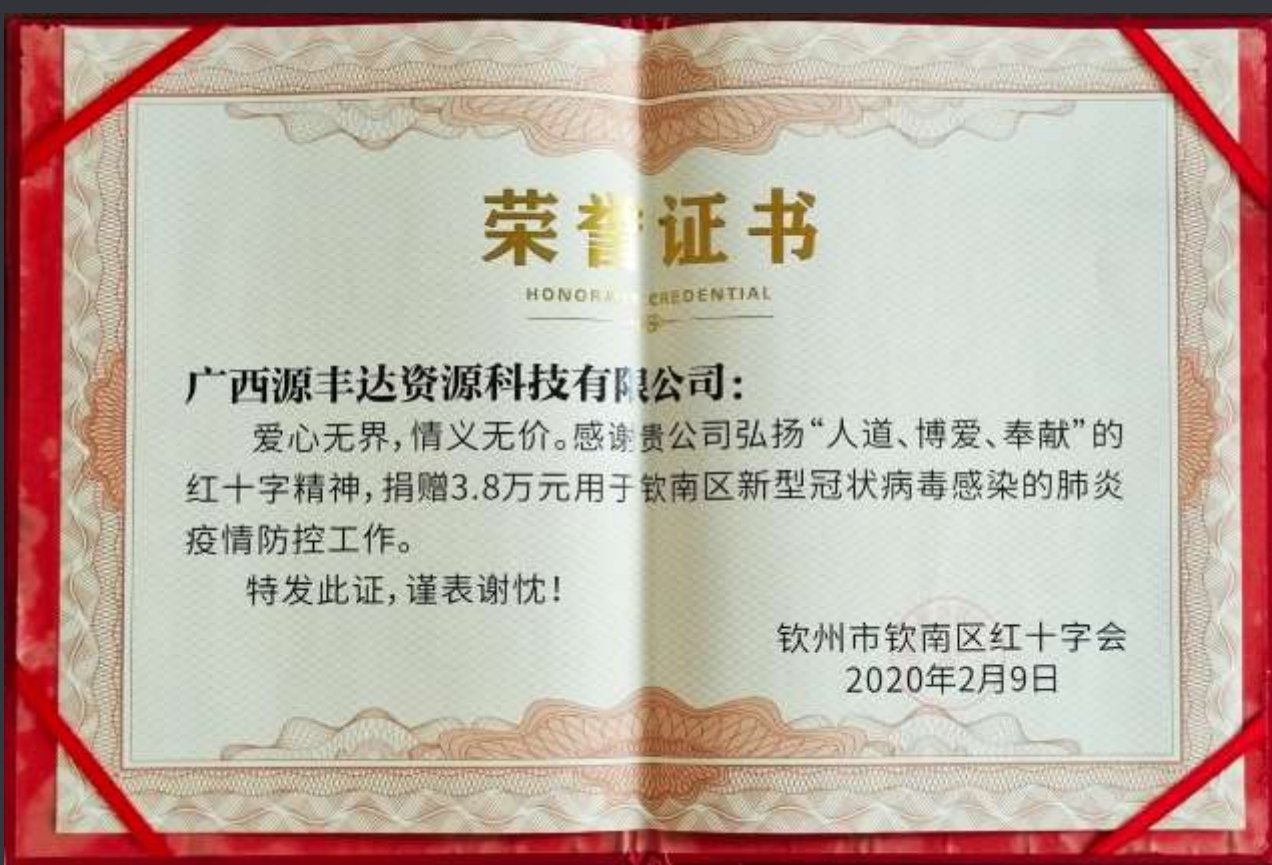 荣誉证书
HONORA CREDENTIAL
广西源丰达资源科技有限公司：
爱心无界，情义无价。感谢贵公司弘扬“人道、博爱、奉献”的
红十字精神，捐赠3.8万元用于钦南区新型冠状病毒感染的肺炎
疫情防控工作。
特发此证，谨表谢忱！
钦州市钦南区红十字会
2020年2月9日